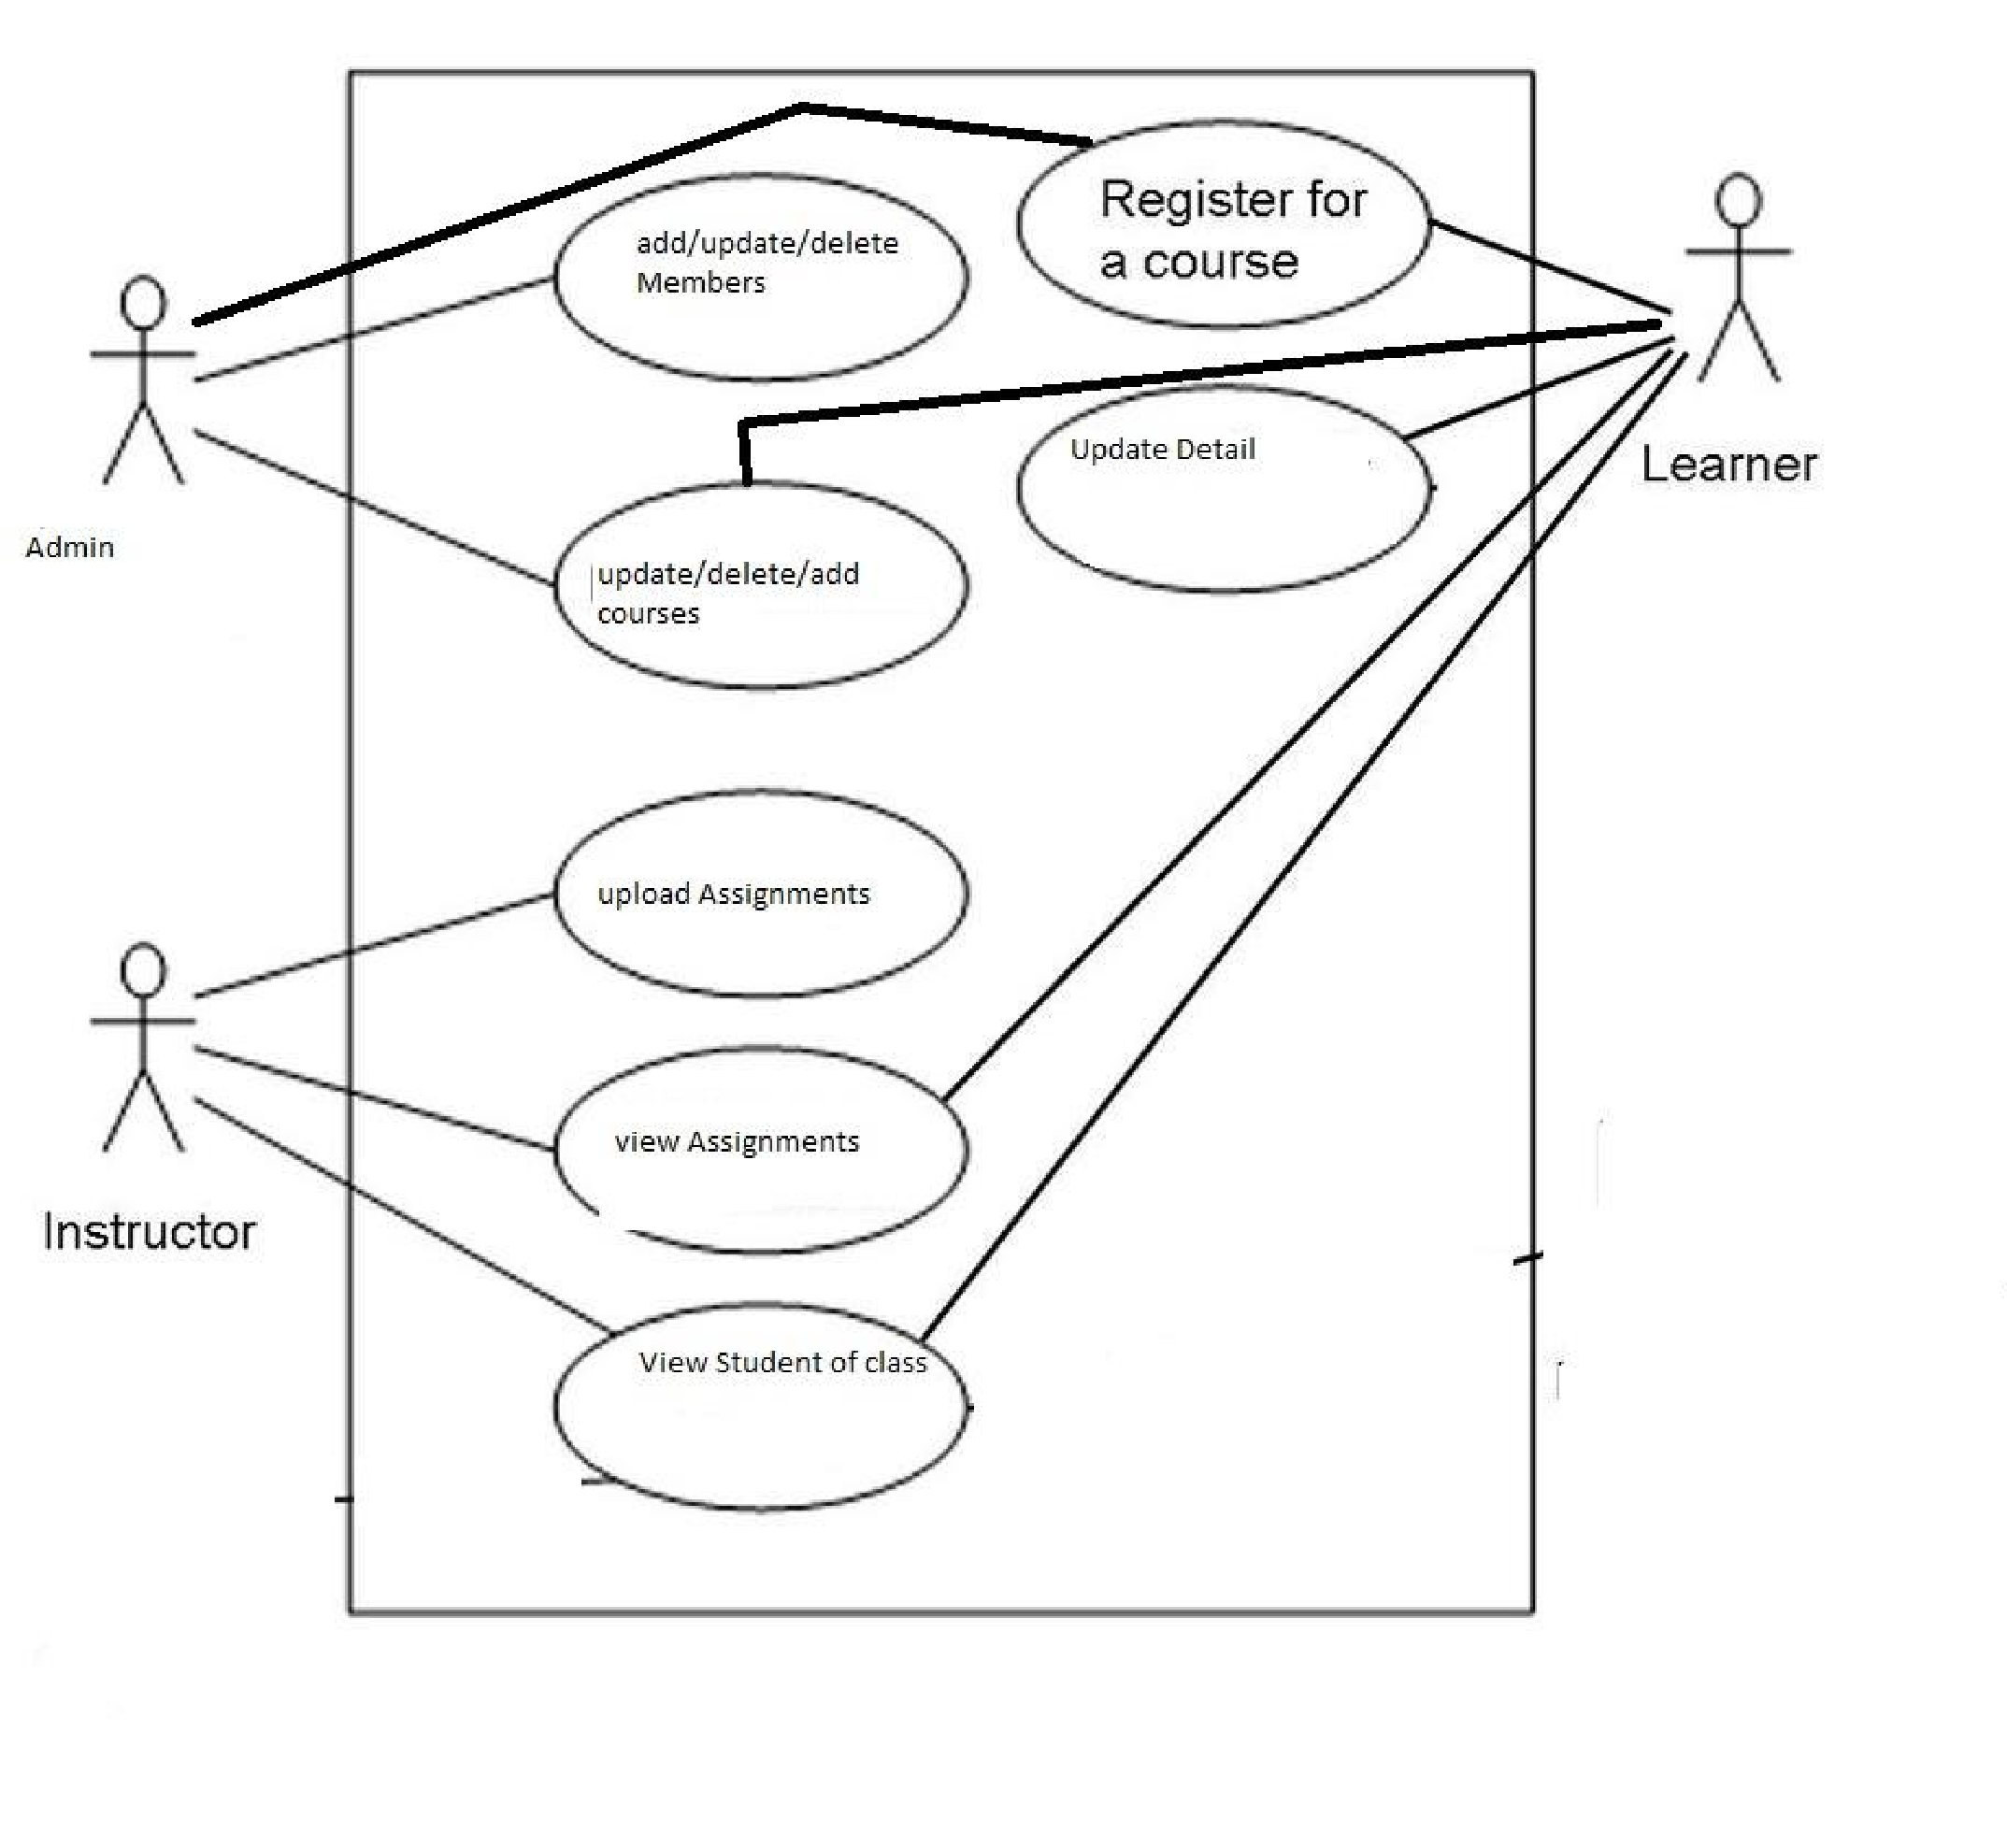 Register for
a course
add/update/delete
Members
Update Detail
Learner
Admin
update/delete/add
courses
upload Assignments
view Assignments
Instructor
View Student of class